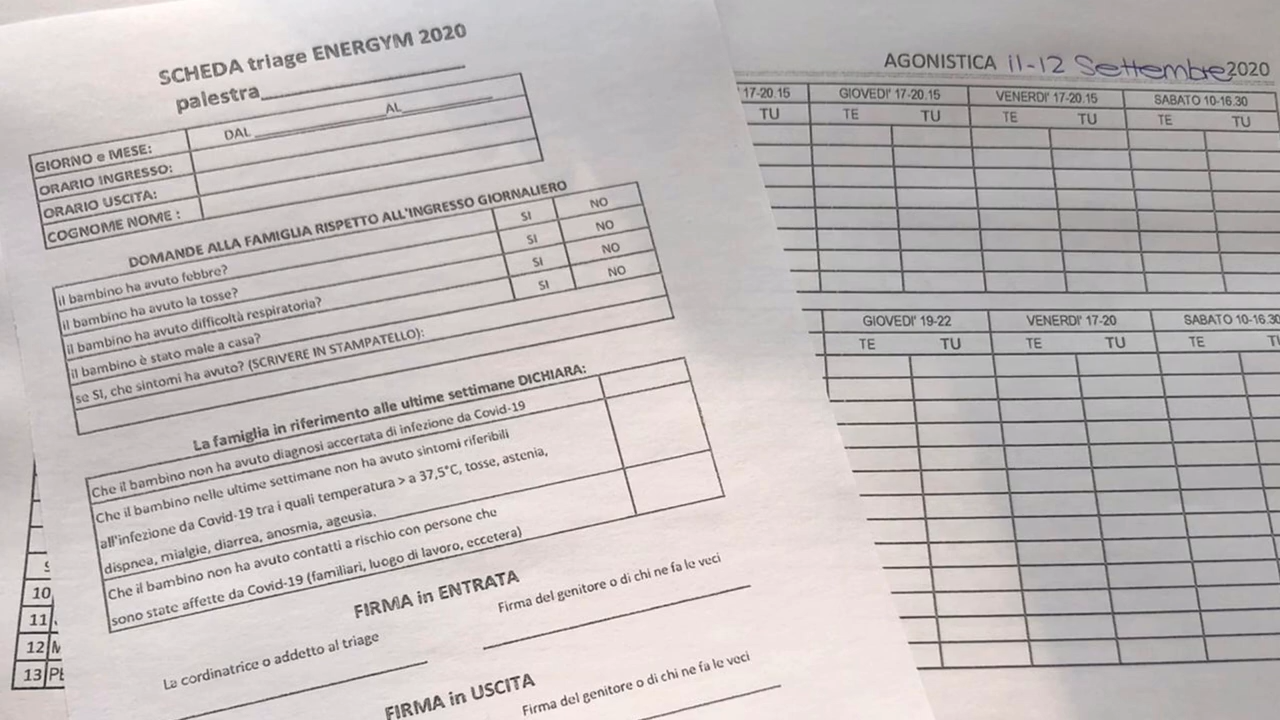 SCHEDA triage ENERGYM 2020
palestra
GIORNO e MESE: DAL AL
ORARIO INGRESSO:
ORARIO USCITA:
COGNOME NOME :
DOMANDE ALLA FAMIGLIA RISPETTO ALL'INGRESSO GIORNALIERO
il bambino ha avuto febbre? SI NO
il bambino ha avuto la tosse? SI NO
il bambino ha avuto difficoltà respiratoria? SI NO
il bambino è stato male a casa? SI NO
se SI, che sintomi ha avuto? (SCRIVERE IN STAMPATELLO):
La famiglia in riferimento alle ultime settimane DICHIARA:
Che il bambino non ha avuto diagnosi accertata di infezione da Covid-19
Che il bambino nelle ultime settimane non ha avuto sintomi riferibili
all'infezione da Covid-19 tra i quali temperatura > a 37,5°C, tosse, astenia,
dispnea, mialgie, diarrea, anosmia, ageusia.
Che il bambino non ha avuto contatti a rischio con persone che
sono state affette da Covid-19 (familiari, luogo di lavoro, eccetera)
FIRMA in ENTRATA
La cordinatrice o addetto al triage
Firma del genitore o di chi ne fa le veci
FIRMA in USCITA
Firma del genitore o di chi ne fa le veci
10
11
12
13
AGONISTICA 11-12 Settembre 2020
17-20.15 GIOVEDI' 17-20.15 VENERDI' 17-20.15 SABATO 10-16.30
TU TE TU TE TU TE TU
GIOVEDI' 19-22 VENERDI' 17-20 SABATO 10-16.30
TE TU TE TU TE